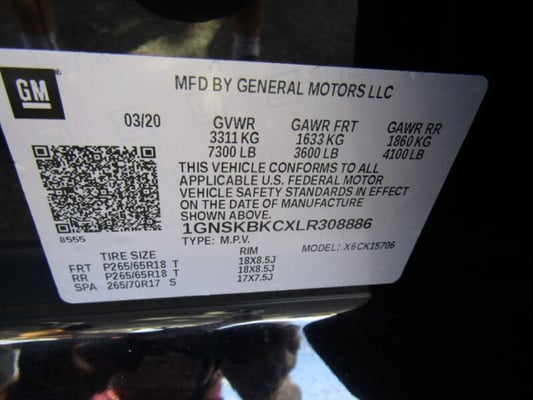 GM
MFD BY GENERAL MOTORS LLC
03/20 GVWR GAWR FRT GAWR RR
3311 KG 1633 KG 1860 KG
7300 LB 3600 LB 4100 LB
THIS VEHICLE CONFORMS TO ALL
APPLICABLE U.S. FEDERAL MOTOR
VEHICLE SAFETY STANDARDS IN EFFECT
ON THE DATE OF MANUFACTURE
SHOWN ABOVE.
1GNSKBKCXLR308886
8555
TYPE: M.P.V. MODEL: X6CK15706
TIRE SIZE RIM
FRT P265/65R18 T 18X8.5J
RR P265/65R18 T 18X8.5J
SPA 265/70R17 S 17X7.5J